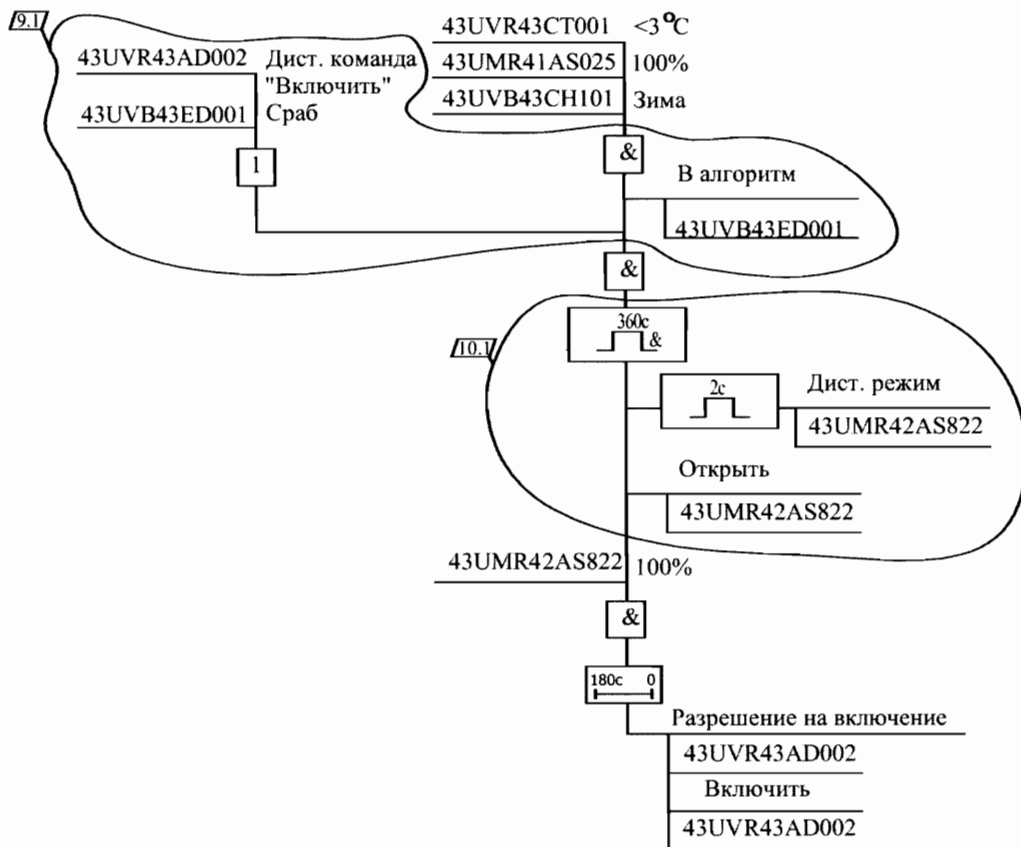 9.1
43UVR43CT001 <3°C
43UVR43AD002 Дист. команда
"Включить"
43UMR41AS025 100%
43UVB43ED001 Сраб
43UVB43CH101 Зима
1
&
В алгоритм
43UVB43ED001
&
360с
&
10.1
2с
Дист. режим
43UMR42AS822
Открыть
43UMR42AS822
43UMR42AS822 100%
&
180с 0
Разрешение на включение
43UVR43AD002
Включить
43UVR43AD002